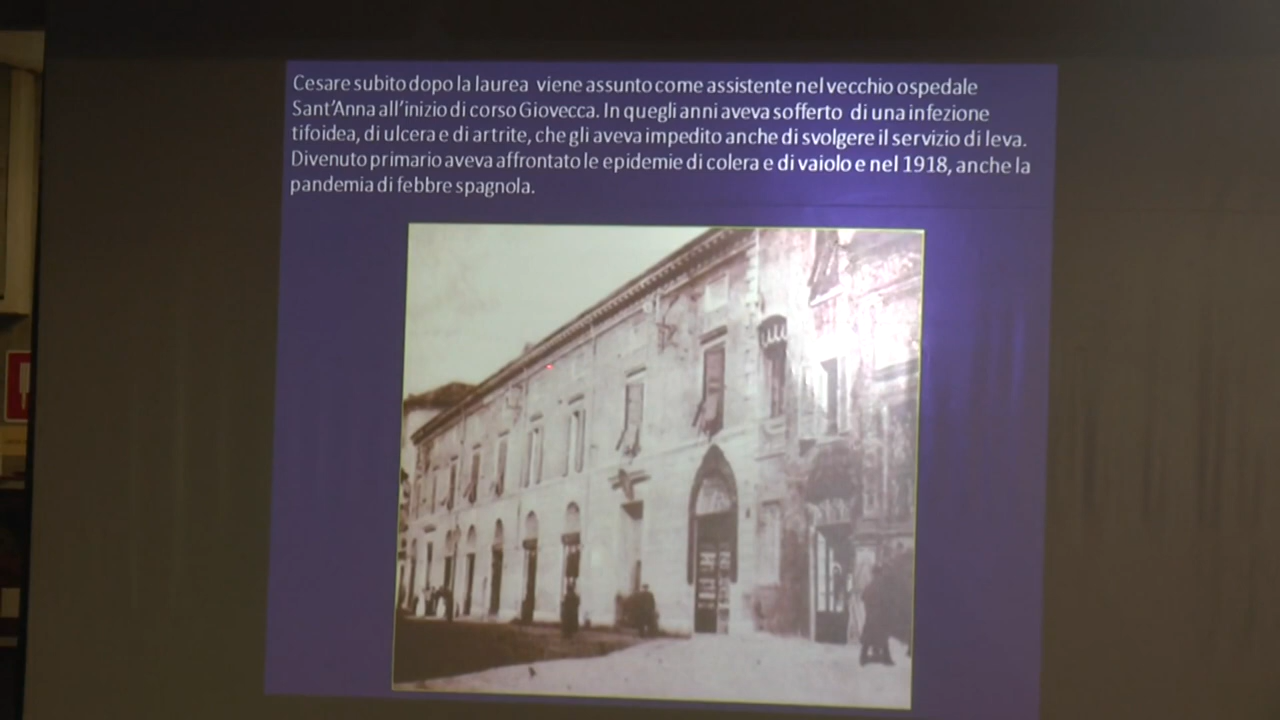 Cesare subito dopo la laurea viene assunto come assistente nel vecchio ospedale
Sant'Anna all'inizio di corso Giovecca. In quegli anni aveva sofferto di una infezione
tifoidea, di ulcera e di artrite, che gli aveva impedito anche di svolgere il servizio di leva.
Divenuto primario aveva affrontato le epidemie di colera e di vaiolo e nel 1918, anche la
pandemia di febbre spagnola.